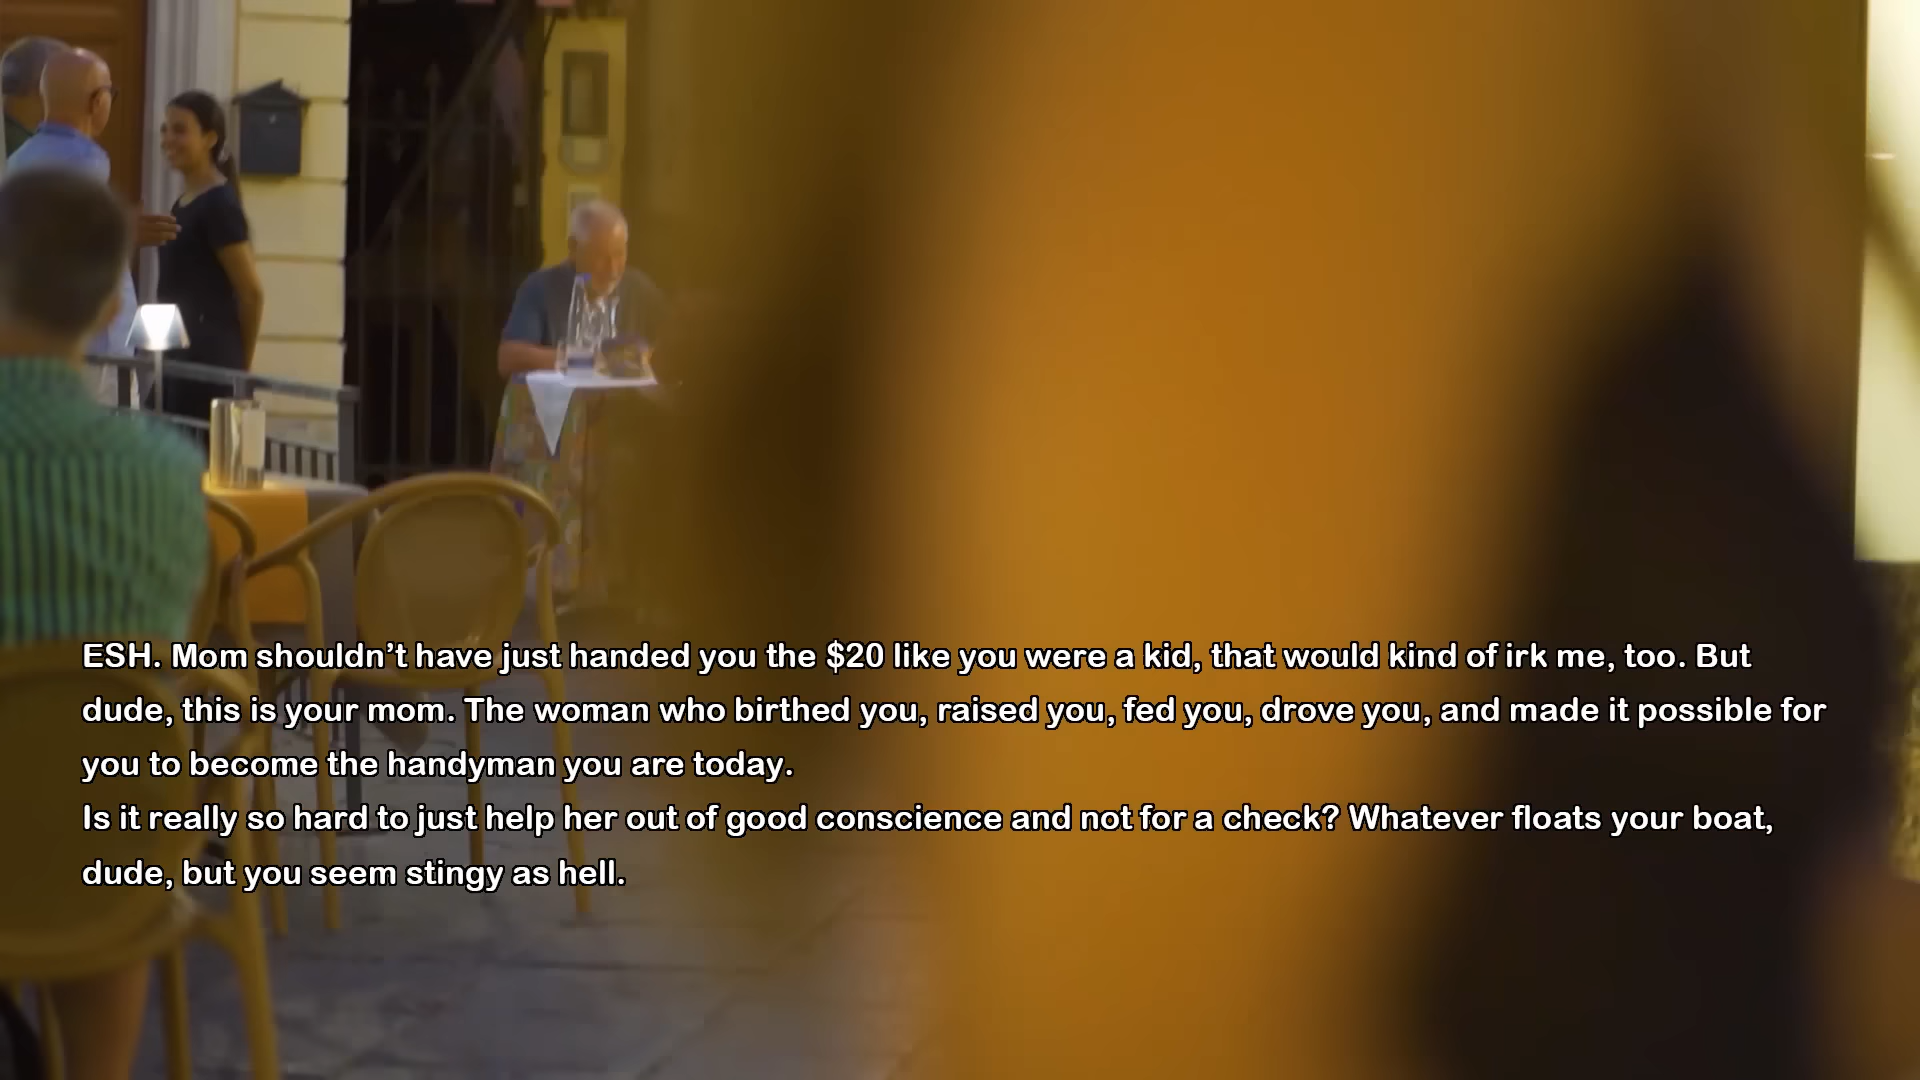 ESH. Mom shouldn’t have just handed you the $20 like you were a kid, that would kind of irk me, too. But
dude, this is your mom. The woman who birthed you, raised you, fed you, drove you, and made it possible for
you to become the handyman you are today.
Is it really so hard to just help her out of good conscience and not for a check? Whatever floats your boat,
dude, but you seem stingy as hell.